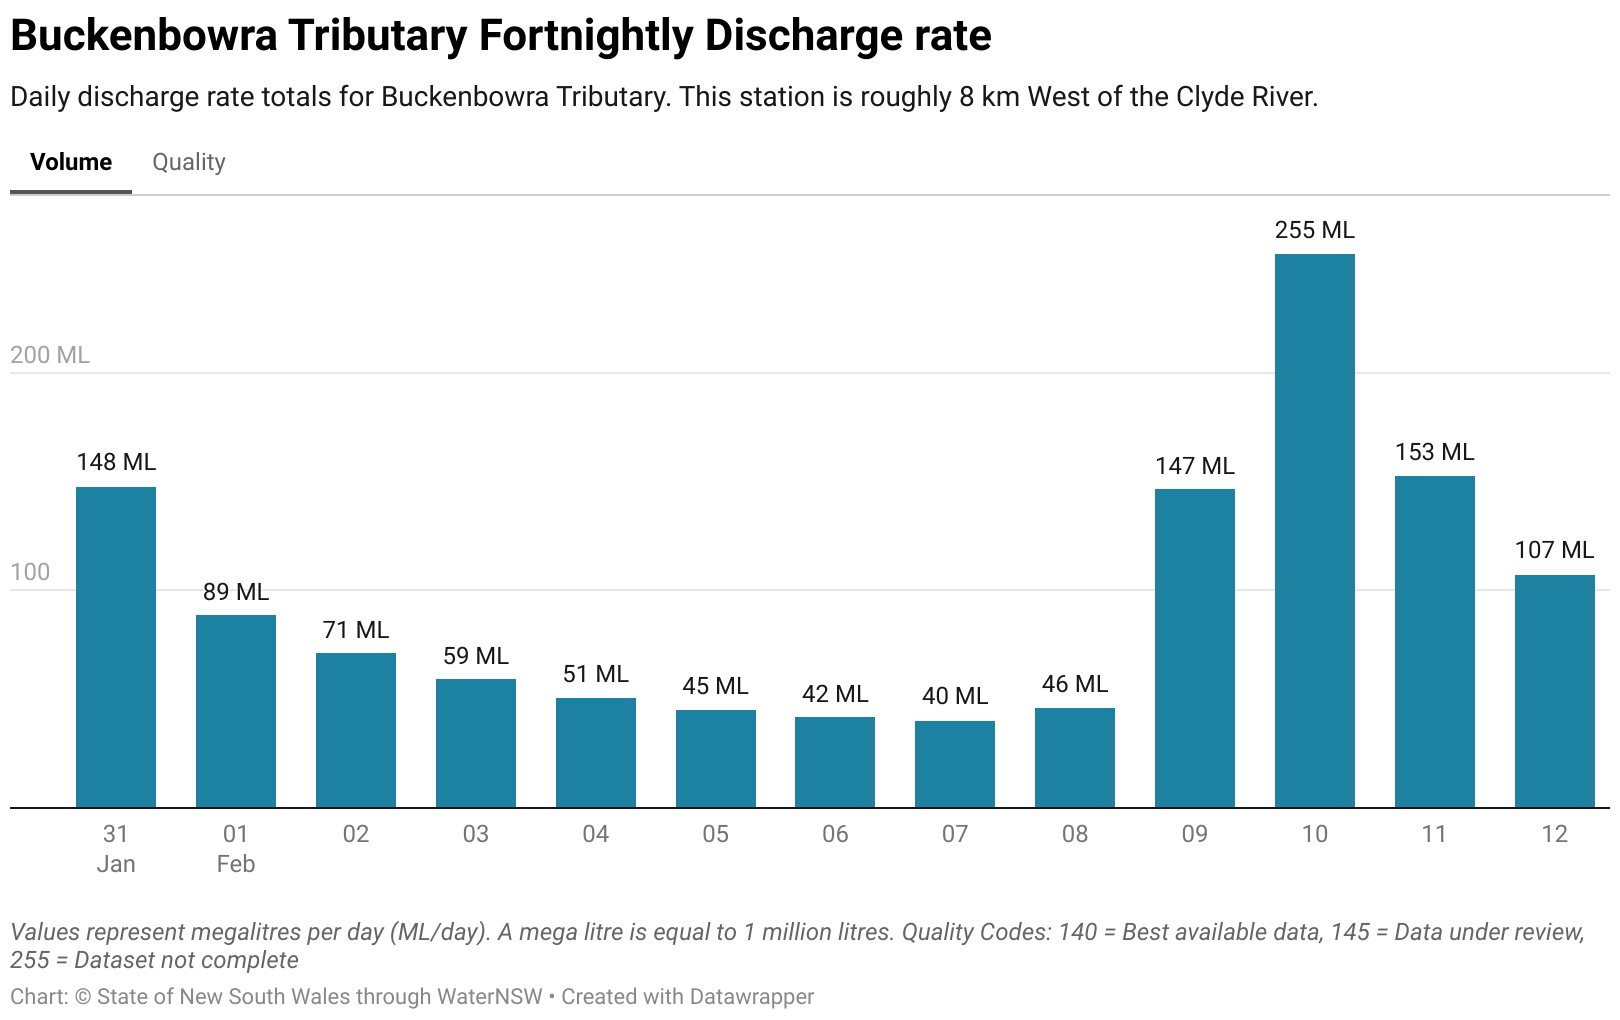 Buckenbowra Tributary Fortnightly Discharge rate
Daily discharge rate totals for Buckenbowra Tributary. This station is roughly 8 km West of the Clyde River.
Volume Quality
255 ML
200 ML
148 ML
147 ML
153 ML
107 ML
100
89 ML
71 ML
59 ML
51 ML
45 ML
42 ML
40 ML
46 ML
31 01 02 03 04 05 06 07 08 09 10 11 12
Jan Feb
Values represent megalitres per day (ML/day). A mega litre is equal to 1 million litres. Quality Codes: 140 = Best available data, 145 = Data under review,
255 = Dataset not complete
Chart: © State of New South Wales through WaterNSW • Created with Datawrapper